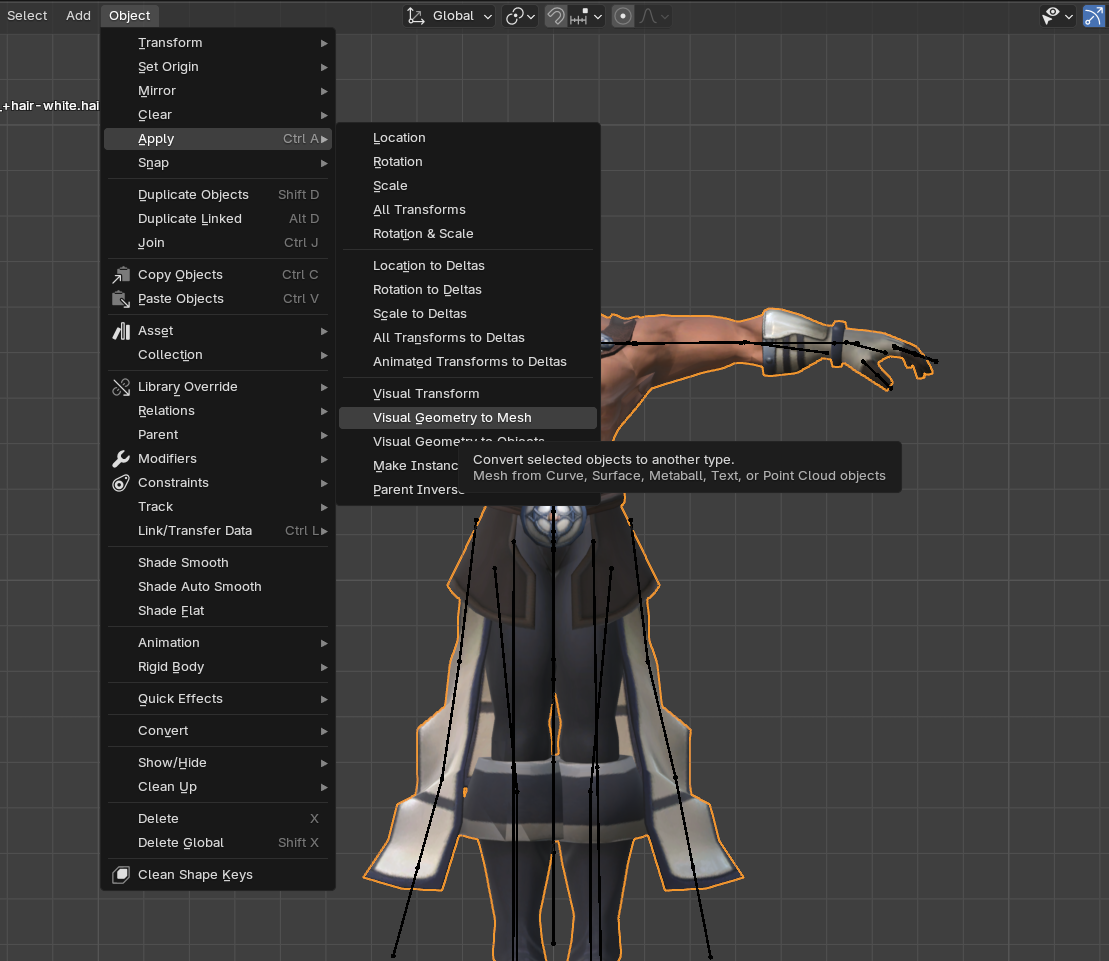 Select Add Object Global
_+hair-white.hai
Transform
Set Origin
Mirror
Clear
Apply Ctrl A
Snap
Duplicate Objects Shift D
Duplicate Linked Alt D
Join Ctrl J
Copy Objects Ctrl C
Paste Objects Ctrl V
Asset
Collection
Library Override
Relations
Parent
Modifiers
Constraints
Track
Link/Transfer Data Ctrl L
Shade Smooth
Shade Auto Smooth
Shade Flat
Animation
Rigid Body
Quick Effects
Convert
Show/Hide
Clean Up
Delete X
Delete Global Shift X
Clean Shape Keys
Location
Rotation
Scale
All Transforms
Rotation & Scale
Location to Deltas
Rotation to Deltas
Scale to Deltas
All Transforms to Deltas
Animated Transforms to Deltas
Visual Transform
Visual Geometry to Mesh
Visual Geometry to Objects
Make Instanc
Parent Inverse
Convert selected objects to another type.
Mesh from Curve, Surface, Metaball, Text, or Point Cloud objects